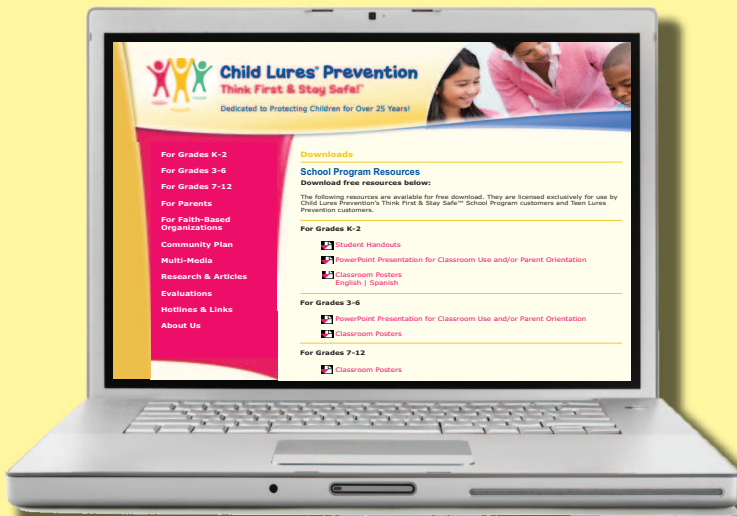 Child Lures® Prevention
Think First & Stay Safe!™
Dedicated to Protecting Children for Over 25 Years!
For Grades K-2
For Grades 3-6
For Grades 7-12
For Parents
For Faith-Based
Organizations
Community Plan
Multi-Media
Research & Articles
Evaluations
Hotlines & Links
About Us
Downloads
School Program Resources
Download free resources below:
The following resources are available for free download. They are licensed exclusively for use by
Child Lures Prevention's Think First & Stay Safe™ School Program customers and Teen Lures
Prevention customers.
For Grades K-2
Student Handouts
PowerPoint Presentation for Classroom Use and/or Parent Orientation
Classroom Posters
English | Spanish
For Grades 3-6
PowerPoint Presentation for Classroom Use and/or Parent Orientation
Classroom Posters
For Grades 7-12
Classroom Posters